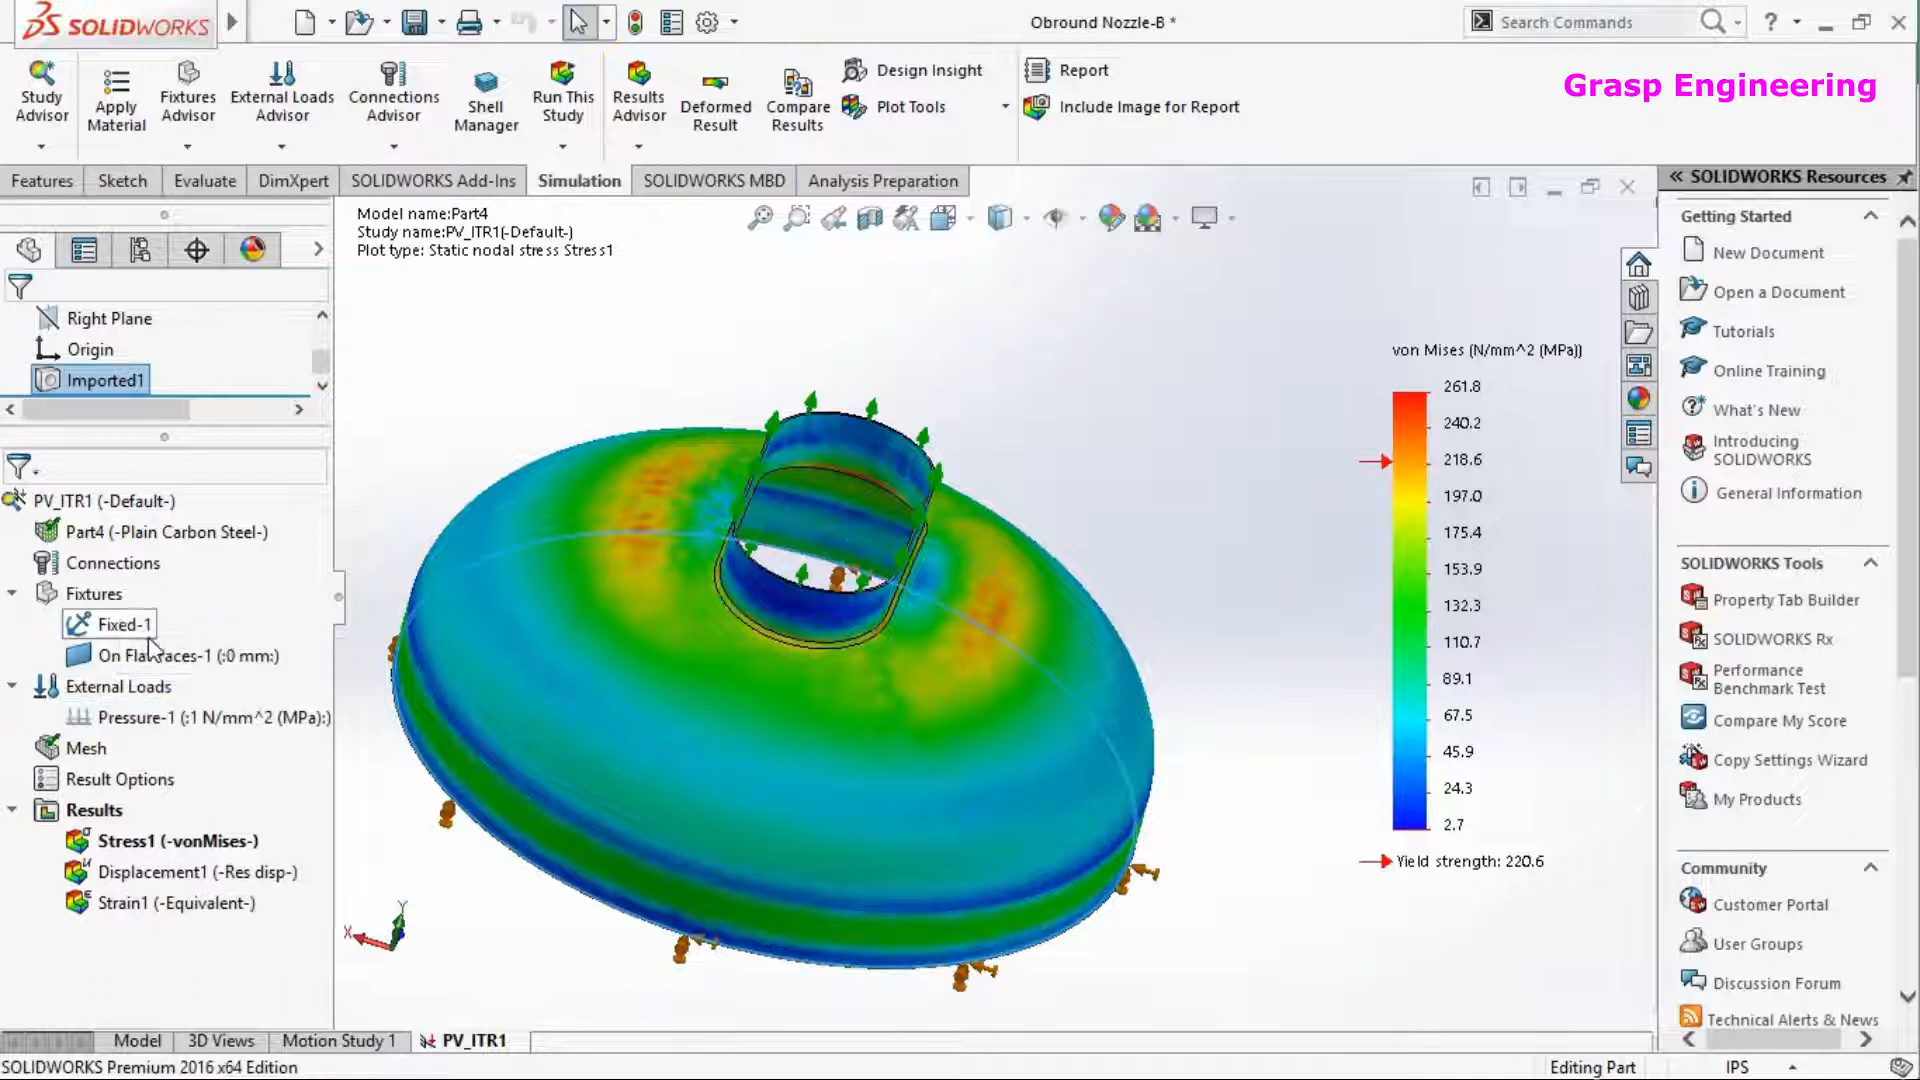 SOLIDWORKS
Obround Nozzle-B *
Search Commands
?
Study Advisor
Apply Material
Fixtures Advisor
External Loads Advisor
Connections Advisor
Shell Manager
Run This Study
Results Advisor
Deformed Result
Compare Results
Design Insight
Plot Tools
Report
Include Image for Report
Grasp Engineering
Features
Sketch
Evaluate
DimXpert
SOLIDWORKS Add-Ins
Simulation
SOLIDWORKS MBD
Analysis Preparation
Model name:Part4
Study name:PV_ITR1(-Default-)
Plot type: Static nodal stress Stress1
Right Plane
Origin
Imported1
PV_ITR1 (-Default-)
Part4 (-Plain Carbon Steel-)
Connections
Fixtures
Fixed-1
On Flat Faces-1 (:0 mm:)
External Loads
Pressure-1 (:1 N/mm^2 (MPa):)
Mesh
Result Options
Results
Stress1 (-vonMises-)
Displacement1 (-Res disp-)
Strain1 (-Equivalent-)
von Mises (N/mm^2 (MPa))
261.8
240.2
218.6
197.0
175.4
153.9
132.3
110.7
89.1
67.5
45.9
24.3
2.7
Yield strength: 220.6
X
Y
SOLIDWORKS Resources
Getting Started
New Document
Open a Document
Tutorials
Online Training
What's New
Introducing
SOLIDWORKS
General Information
SOLIDWORKS Tools
Property Tab Builder
SOLIDWORKS Rx
Performance
Benchmark Test
Compare My Score
Copy Settings Wizard
My Products
Community
Customer Portal
User Groups
Discussion Forum
Technical Alerts & News
Model
3D Views
Motion Study 1
PV_ITR1
SOLIDWORKS Premium 2016 x64 Edition
Editing Part
IPS